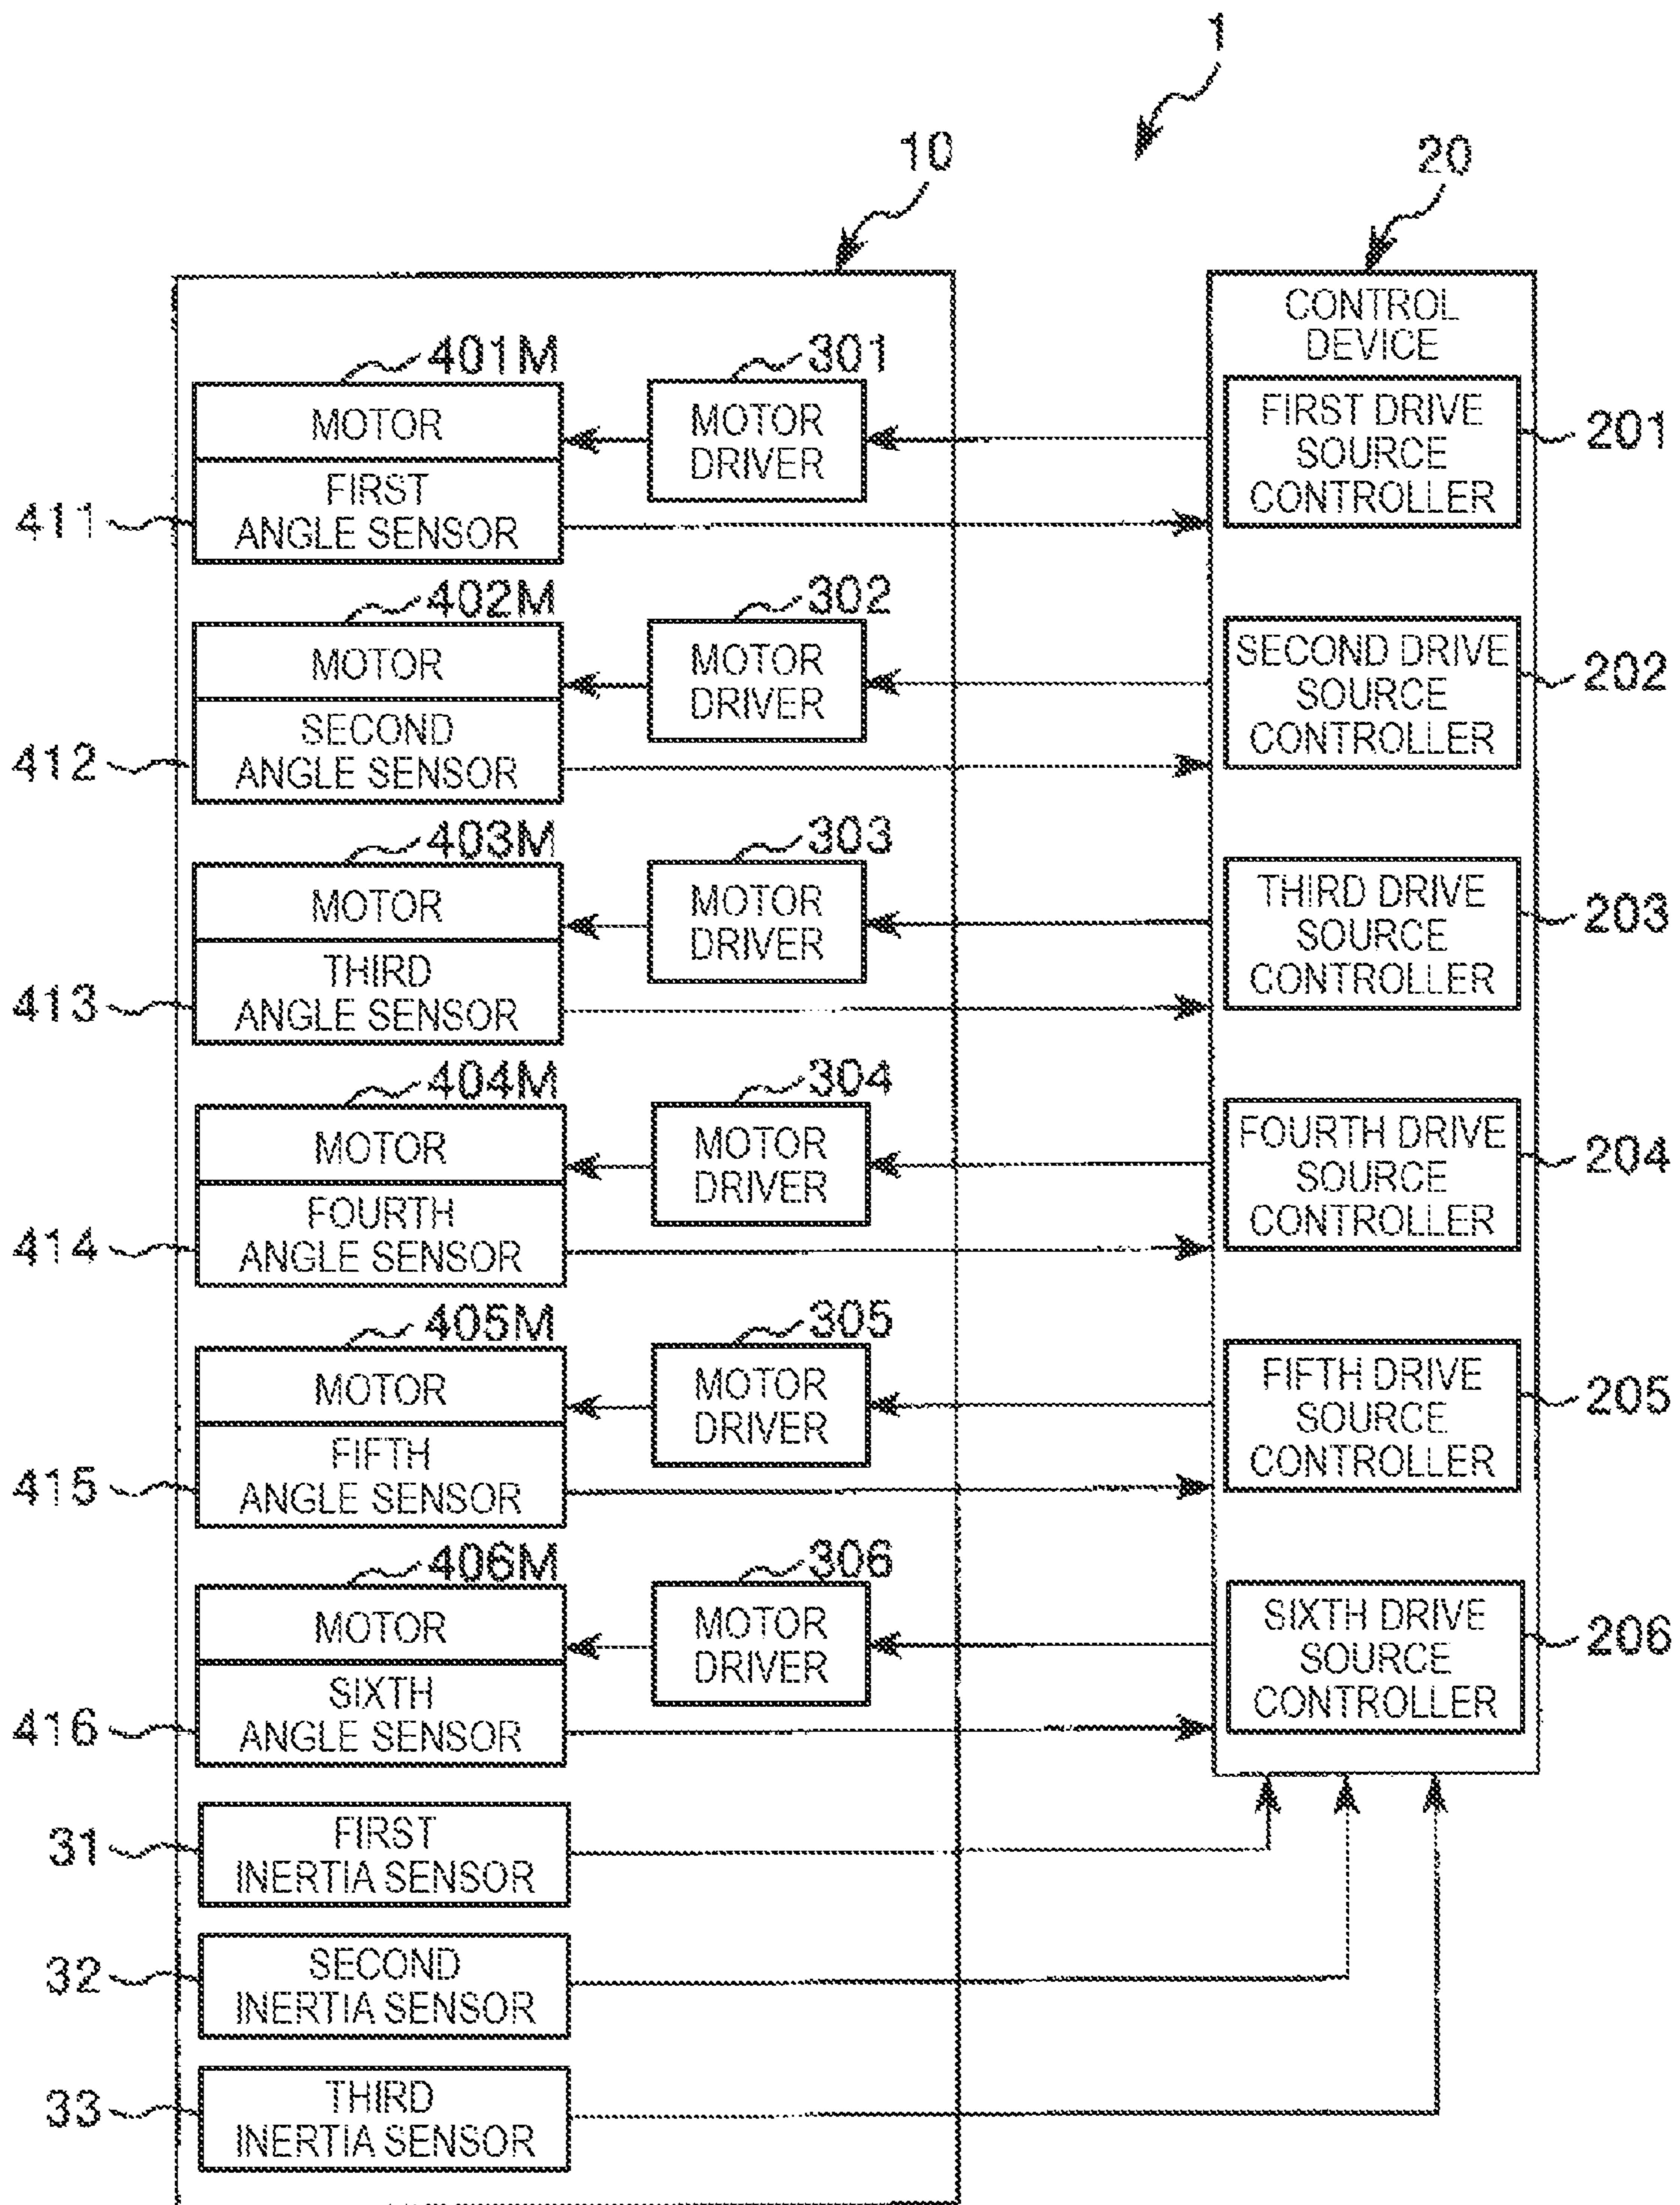 1
10
20
CONTROL
DEVICE
401M
301
MOTOR
MOTOR
DRIVER
FIRST DRIVE
SOURCE
CONTROLLER
201
411
FIRST
ANGLE SENSOR
402M
302
MOTOR
MOTOR
DRIVER
SECOND DRIVE
SOURCE
CONTROLLER
202
412
SECOND
ANGLE SENSOR
403M
303
MOTOR
MOTOR
DRIVER
THIRD DRIVE
SOURCE
CONTROLLER
203
413
THIRD
ANGLE SENSOR
404M
304
MOTOR
MOTOR
DRIVER
FOURTH DRIVE
SOURCE
CONTROLLER
204
414
FOURTH
ANGLE SENSOR
405M
305
MOTOR
MOTOR
DRIVER
FIFTH DRIVE
SOURCE
CONTROLLER
205
415
FIFTH
ANGLE SENSOR
406M
306
MOTOR
MOTOR
DRIVER
SIXTH DRIVE
SOURCE
CONTROLLER
206
416
SIXTH
ANGLE SENSOR
31
FIRST
INERTIA SENSOR
32
SECOND
INERTIA SENSOR
33
THIRD
INERTIA SENSOR